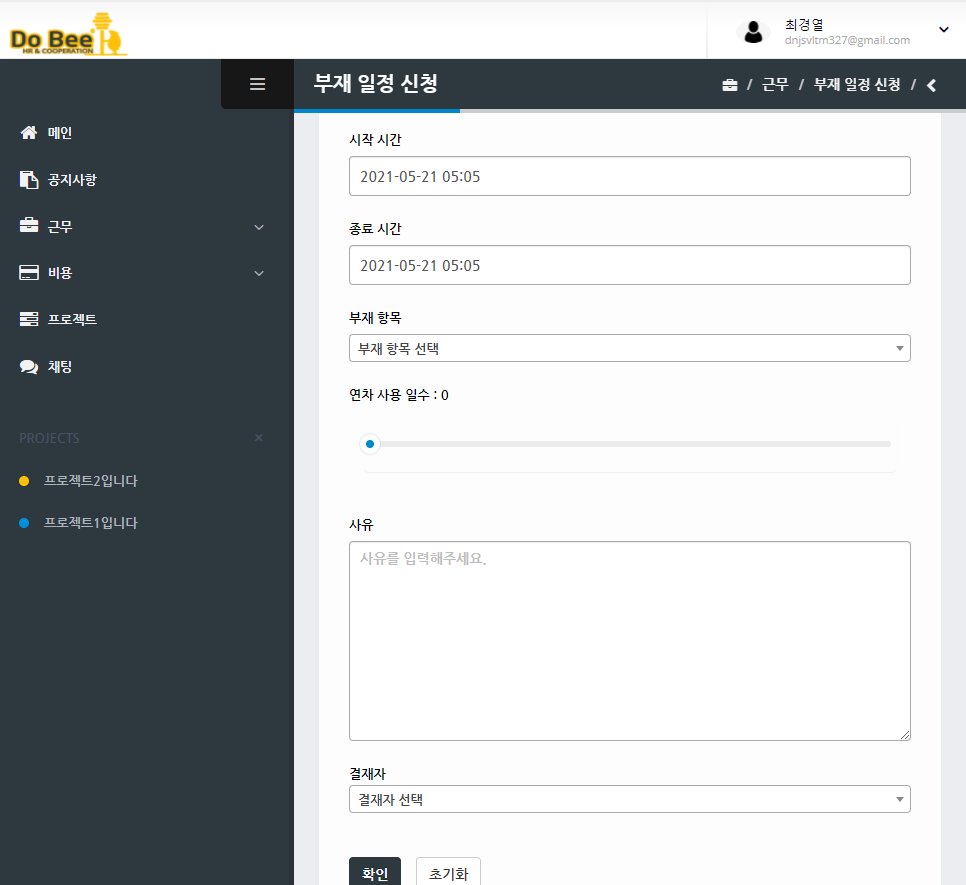 Do Bee
HR & COOPERATION
최경열
dnjsvltm327@gmail.com
부재 일정 신청
/ 근무 / 부재 일정 신청 /
메인
공지사항
근무
비용
프로젝트
채팅
PROJECTS
프로젝트2입니다
프로젝트1입니다
시작 시간
2021-05-21 05:05
종료 시간
2021-05-21 05:05
부재 항목
부재 항목 선택
연차 사용 일수 : 0
사유
사유를 입력해주세요.
결재자
결재자 선택
확인 초기화